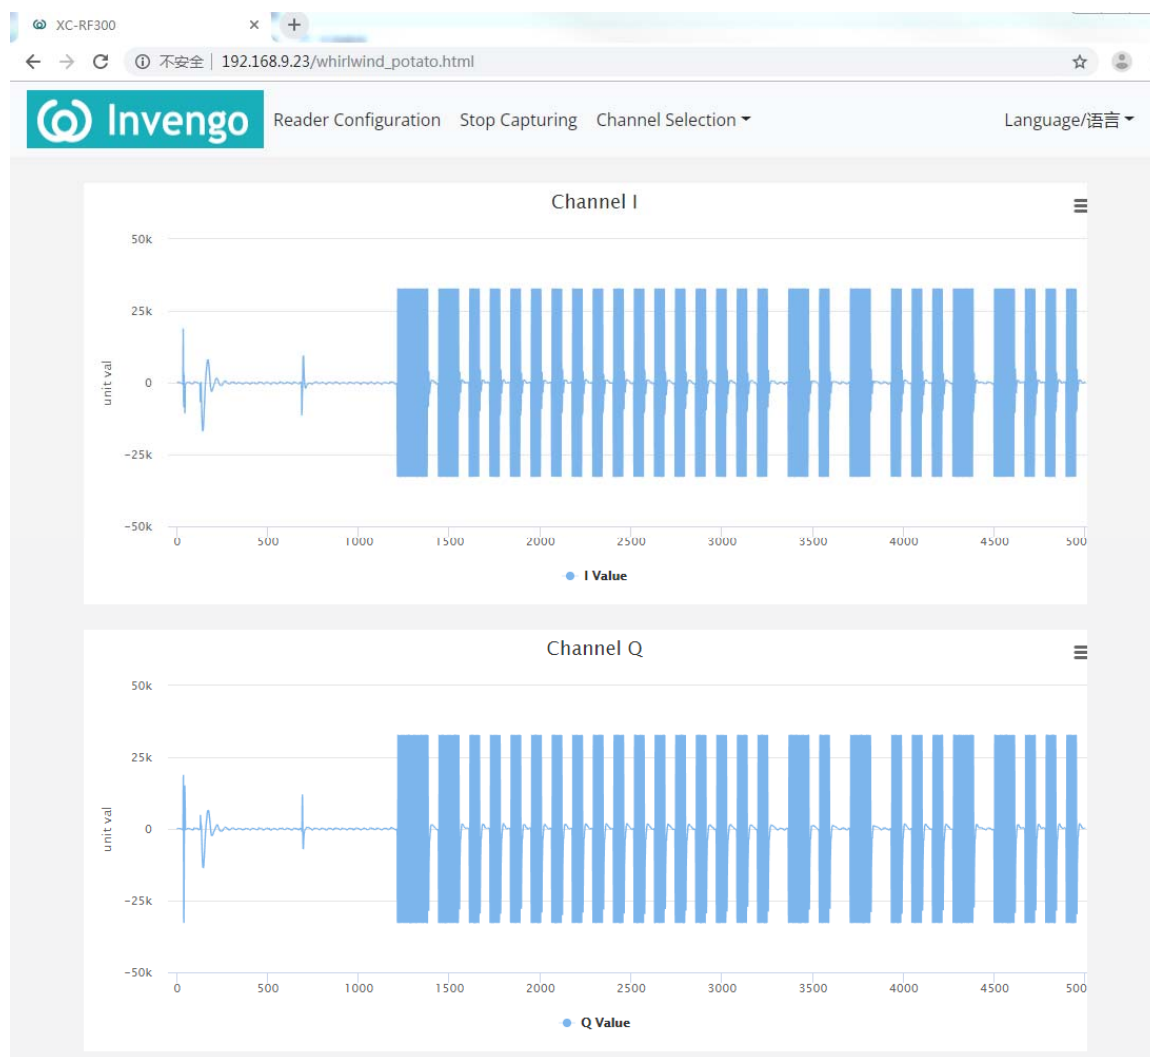 XC-RF300
不安全 | 192.168.9.23/whirlwind_potato.html
Invengo Reader Configuration Stop Capturing Channel Selection Language/语言
Channel I
50k
25k
0
−25k
−50k
unit val
0 500 1000 1500 2000 2500 3000 3500 4000 4500 500
I Value
Channel Q
50k
25k
0
−25k
−50k
unit val
0 500 1000 1500 2000 2500 3000 3500 4000 4500 500
Q Value